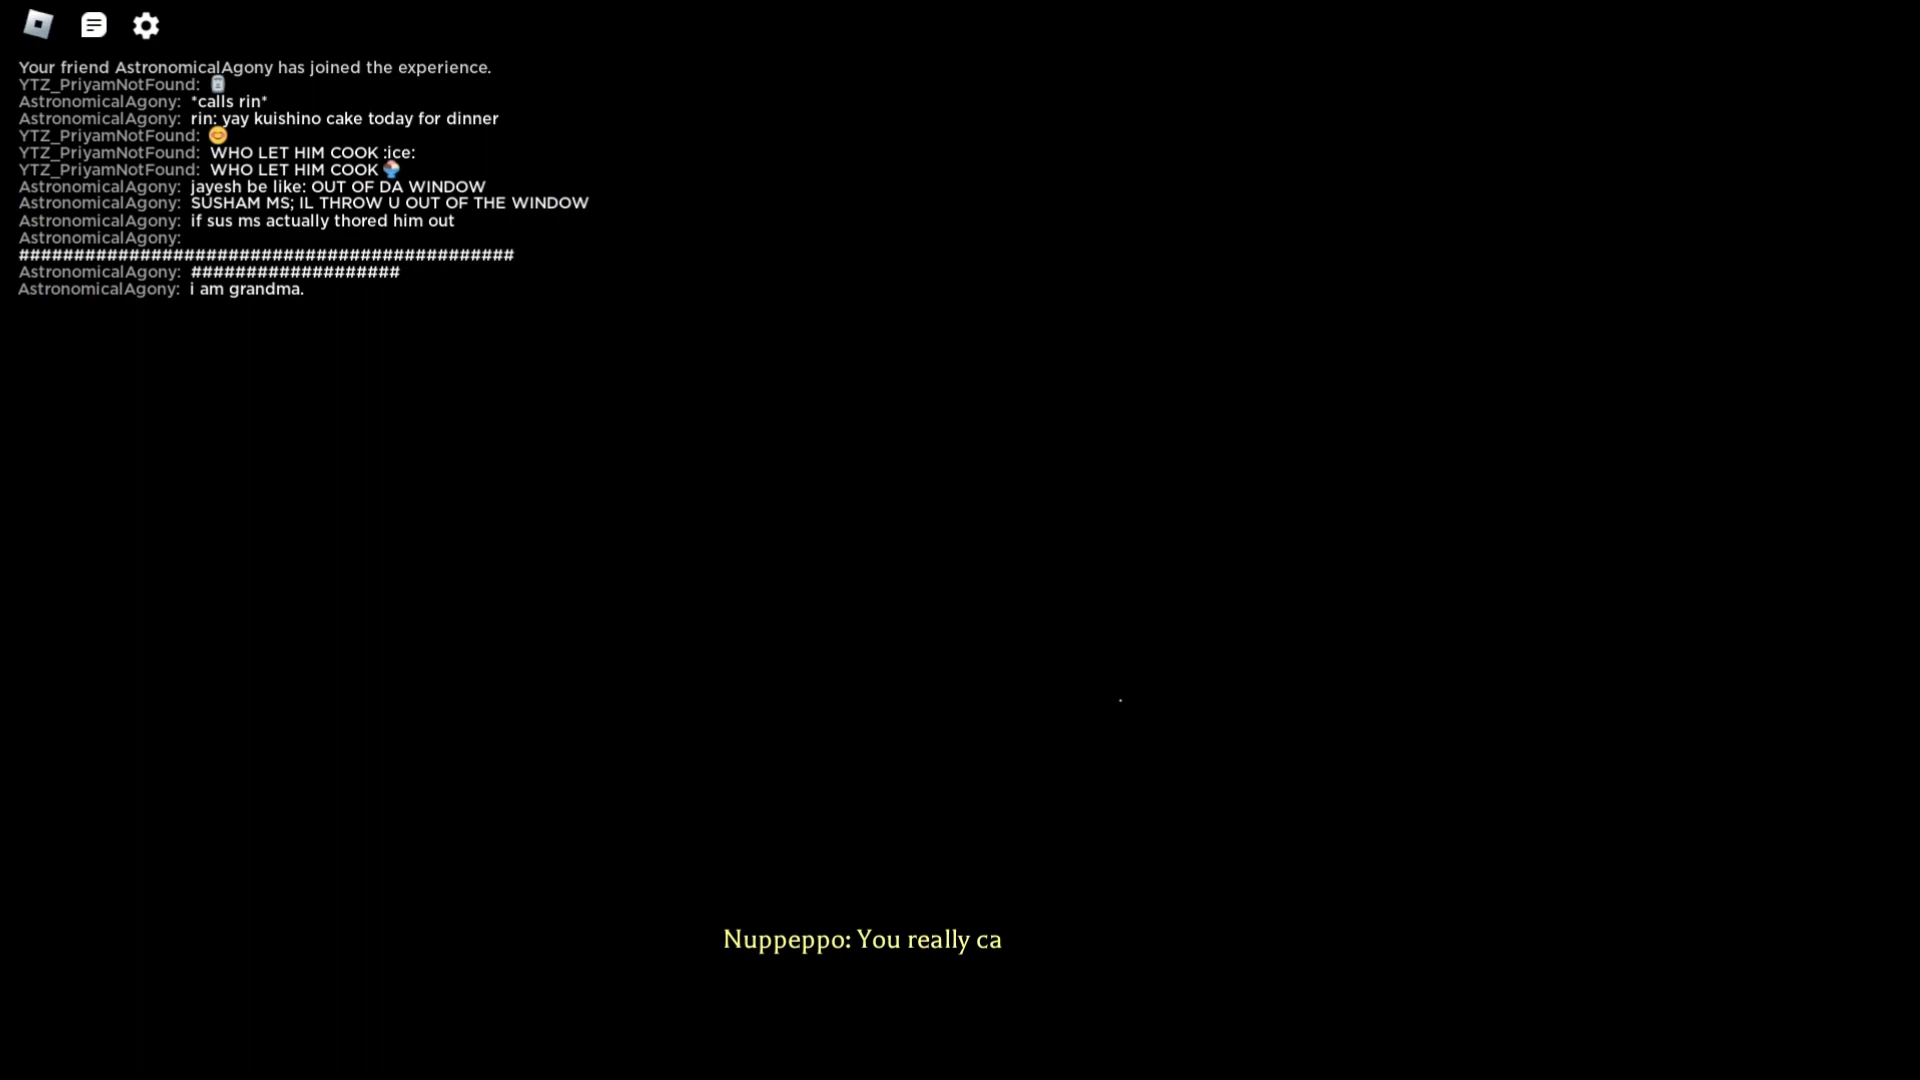 Your friend AstronomicalAgony has joined the experience.
YTZ_PriyamNotFound:
AstronomicalAgony: *calls rin*
AstronomicalAgony: rin: yay kuishino cake today for dinner
YTZ_PriyamNotFound: 😊
YTZ_PriyamNotFound: WHO LET HIM COOK :ice:
YTZ_PriyamNotFound: WHO LET HIM COOK 🍧
AstronomicalAgony: jayesh be like: OUT OF DA WINDOW
AstronomicalAgony: SUSHAM MS; IL THROW U OUT OF THE WINDOW
AstronomicalAgony: if sus ms actually thored him out
AstronomicalAgony:
#############################################
AstronomicalAgony: ###################
AstronomicalAgony: i am grandma.
Nuppeppo: You really ca